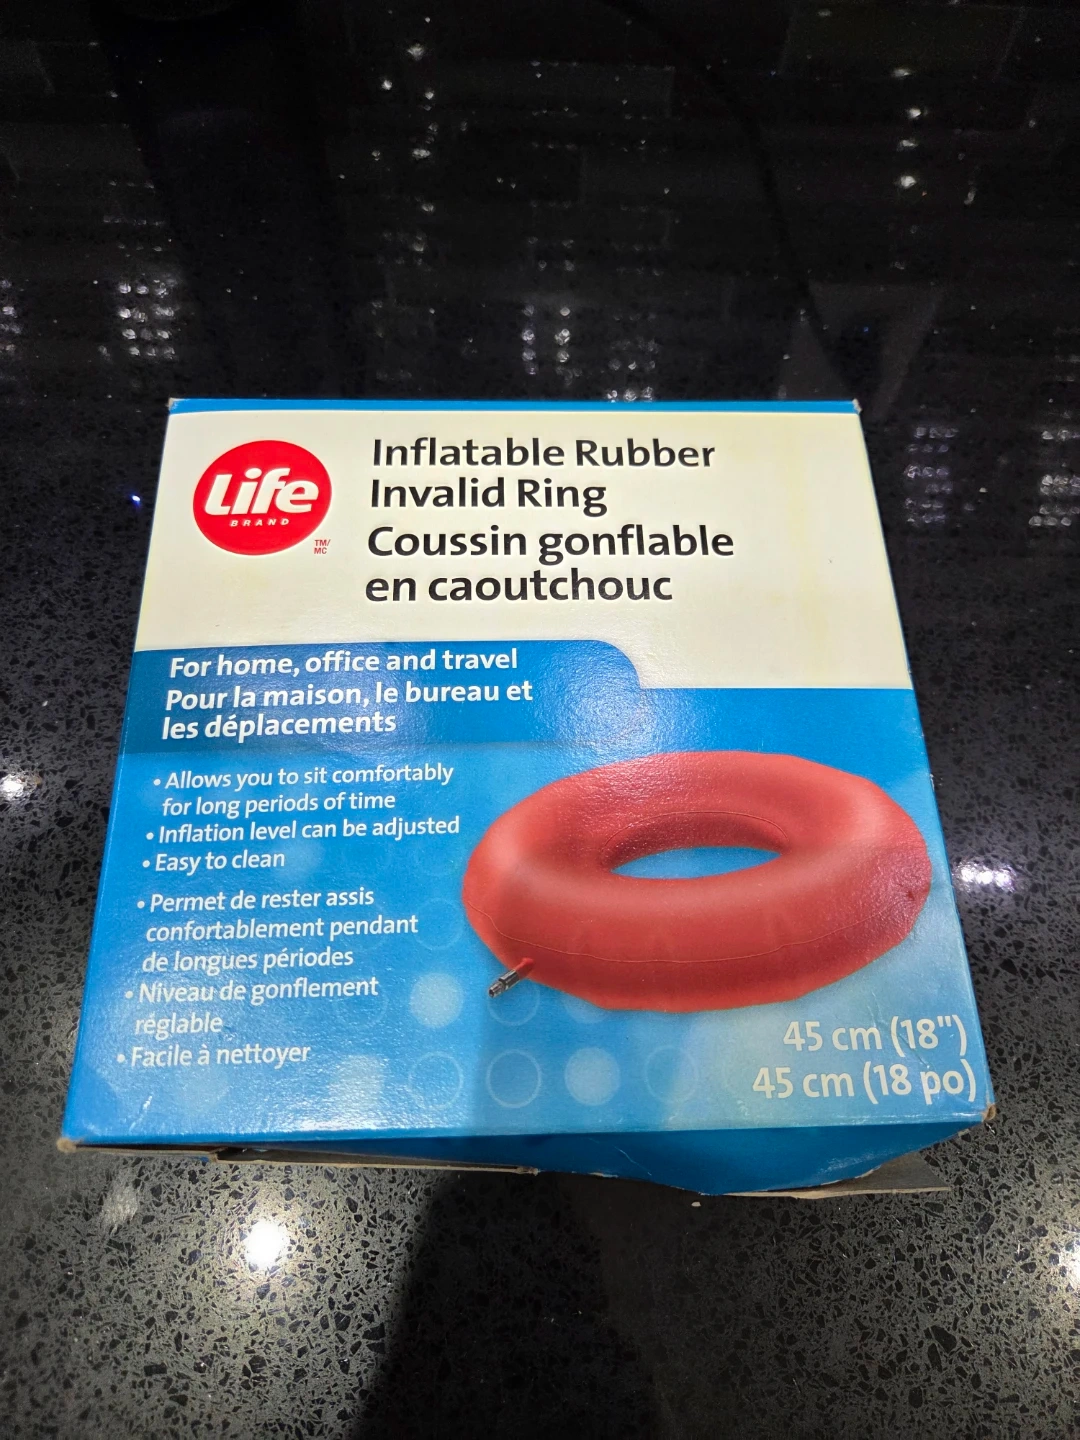 Life
BRAND
TM/
MC
Inflatable Rubber
Invalid Ring
Coussin gonflable
en caoutchouc
For home, office and travel
Pour la maison, le bureau et
les déplacements
• Allows you to sit comfortably
for long periods of time
• Inflation level can be adjusted
• Easy to clean
• Permet de rester assis
confortablement pendant
de longues périodes
• Niveau de gonflement
réglable
• Facile à nettoyer
45 cm (18")
45 cm (18 po)